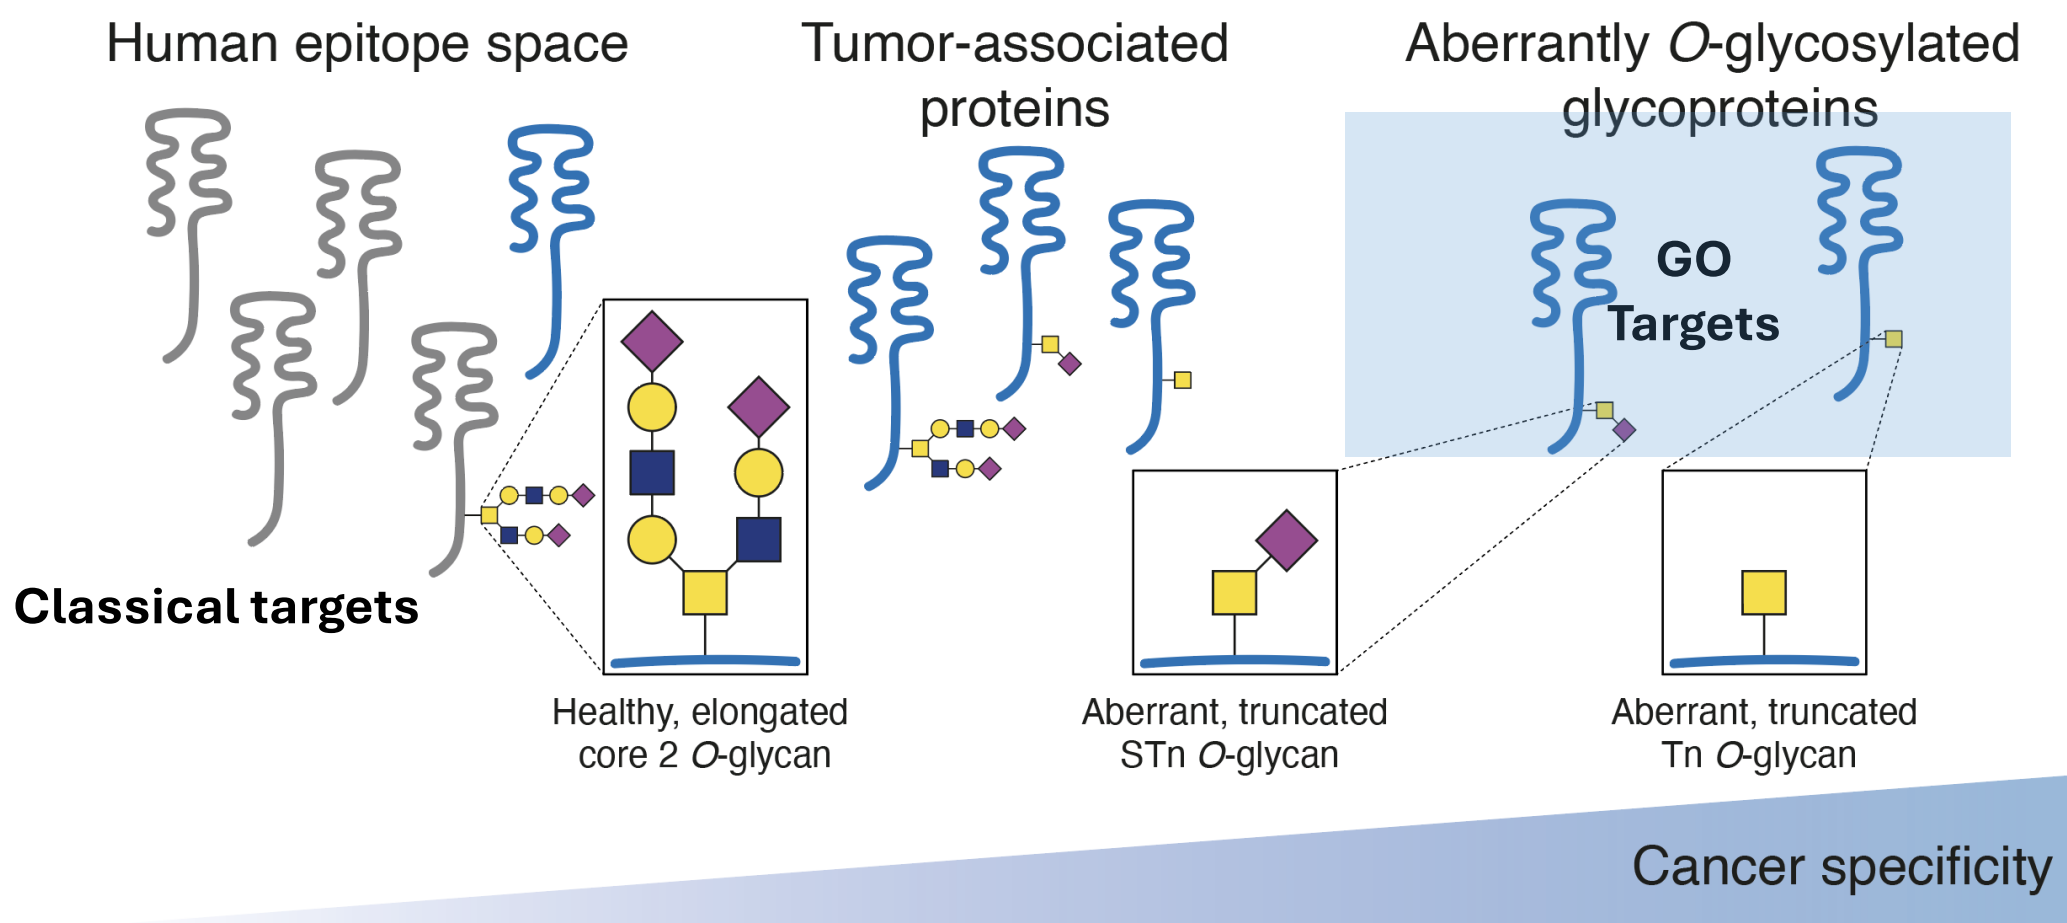 Human epitope space
Tumor-associated
proteins
Aberrantly O-glycosylated
glycoproteins
GO
Targets
Classical targets
Healthy, elongated
core 2 O-glycan
Aberrant, truncated
STn O-glycan
Aberrant, truncated
Tn O-glycan
Cancer specificity